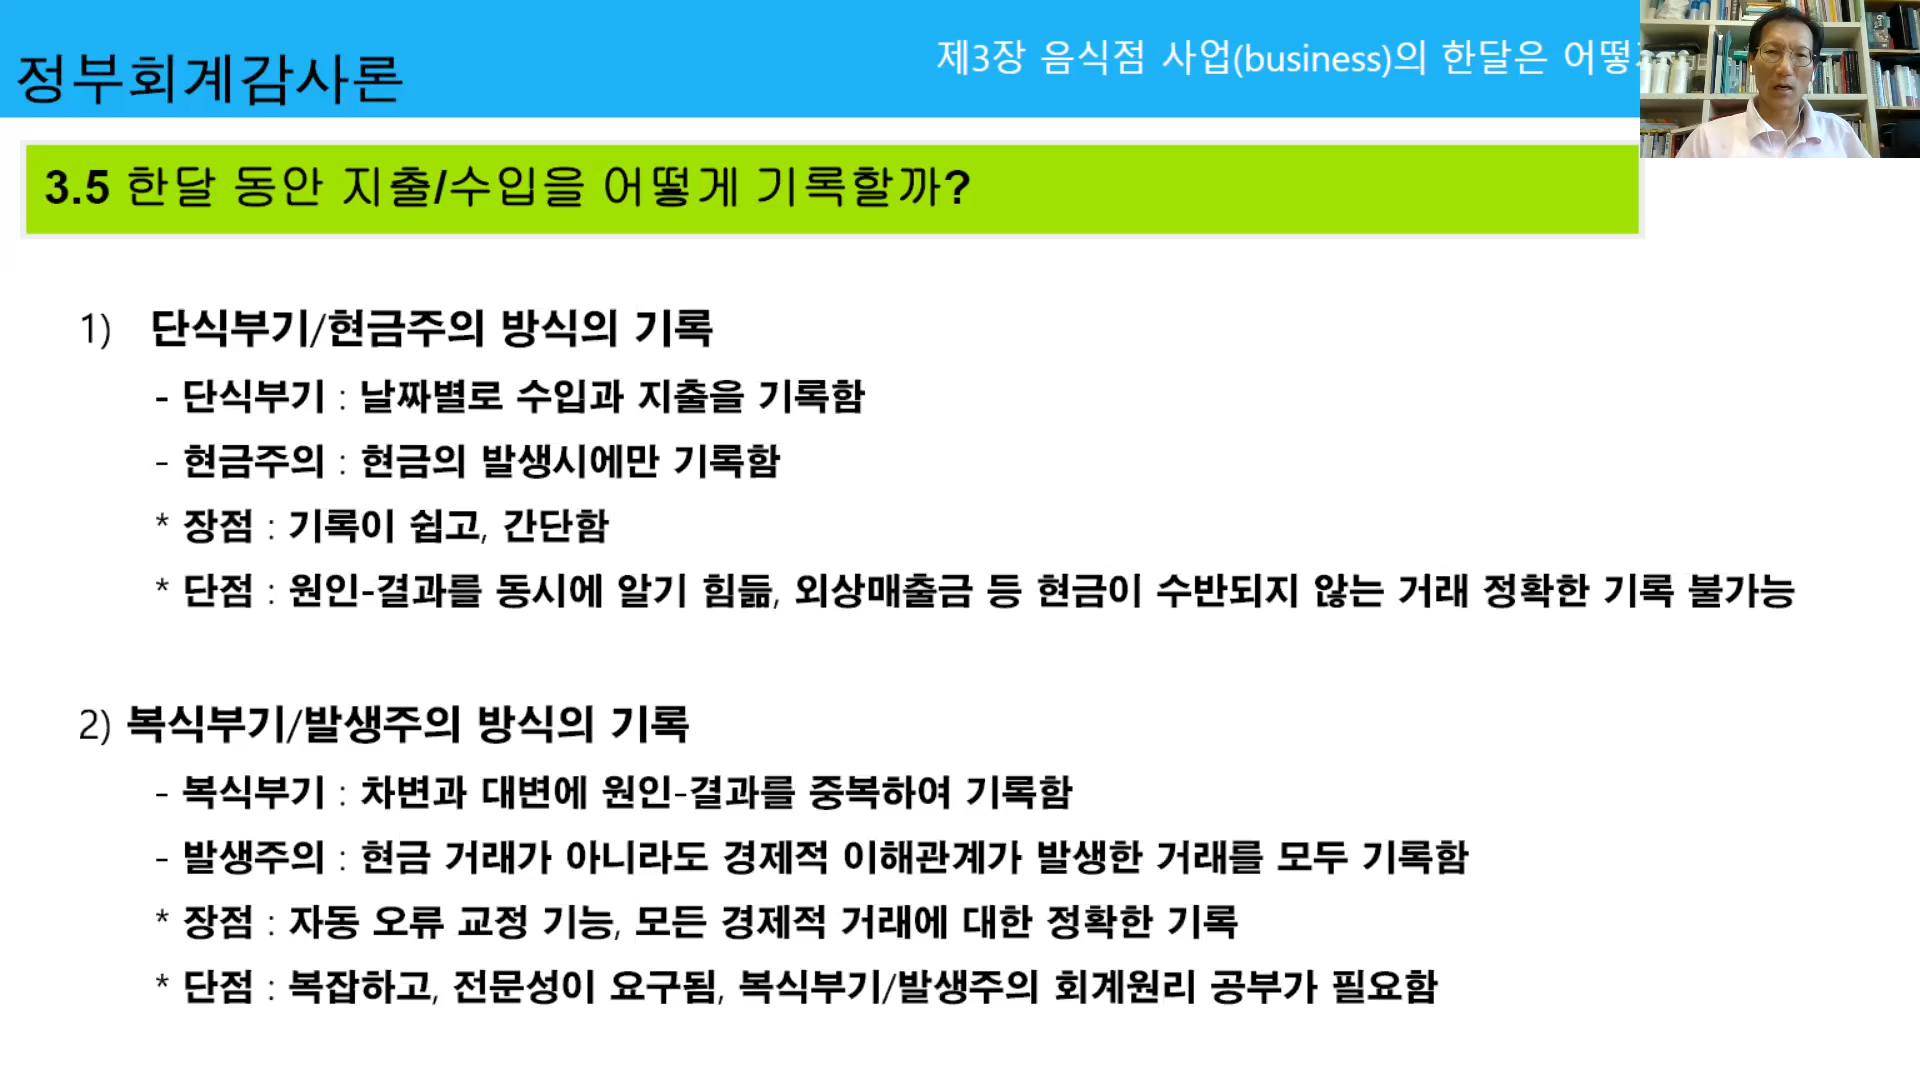 정부회계감사론
제3장 음식점 사업(business)의 한달은
3.5 한달 동안 지출/수입을 어떻게 기록할까?
1) 단식부기/현금주의 방식의 기록
- 단식부기 : 날짜별로 수입과 지출을 기록함
- 현금주의 : 현금의 발생시에만 기록함
* 장점 : 기록이 쉽고, 간단함
* 단점 : 원인-결과를 동시에 알기 힘듦, 외상매출금 등 현금이 수반되지 않는 거래 정확한 기록 불가능
2) 복식부기/발생주의 방식의 기록
- 복식부기 : 차변과 대변에 원인-결과를 중복하여 기록함
- 발생주의 : 현금 거래가 아니라도 경제적 이해관계가 발생한 거래를 모두 기록함
* 장점 : 자동 오류 교정 기능, 모든 경제적 거래에 대한 정확한 기록
* 단점 : 복잡하고, 전문성이 요구됨, 복식부기/발생주의 회계원리 공부가 필요함